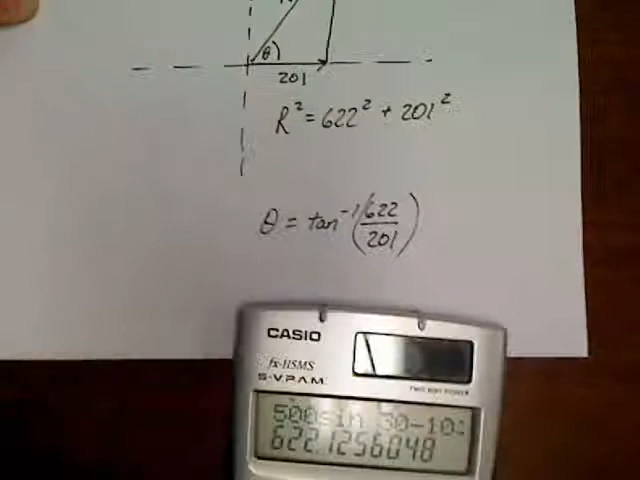 θ
201
R² = 622² + 201²
θ = tan⁻¹(622/201)
CASIO
fx-115MS
S-V.P.A.M.
TWO WAY POWER
500sin 30-10
622.1256048